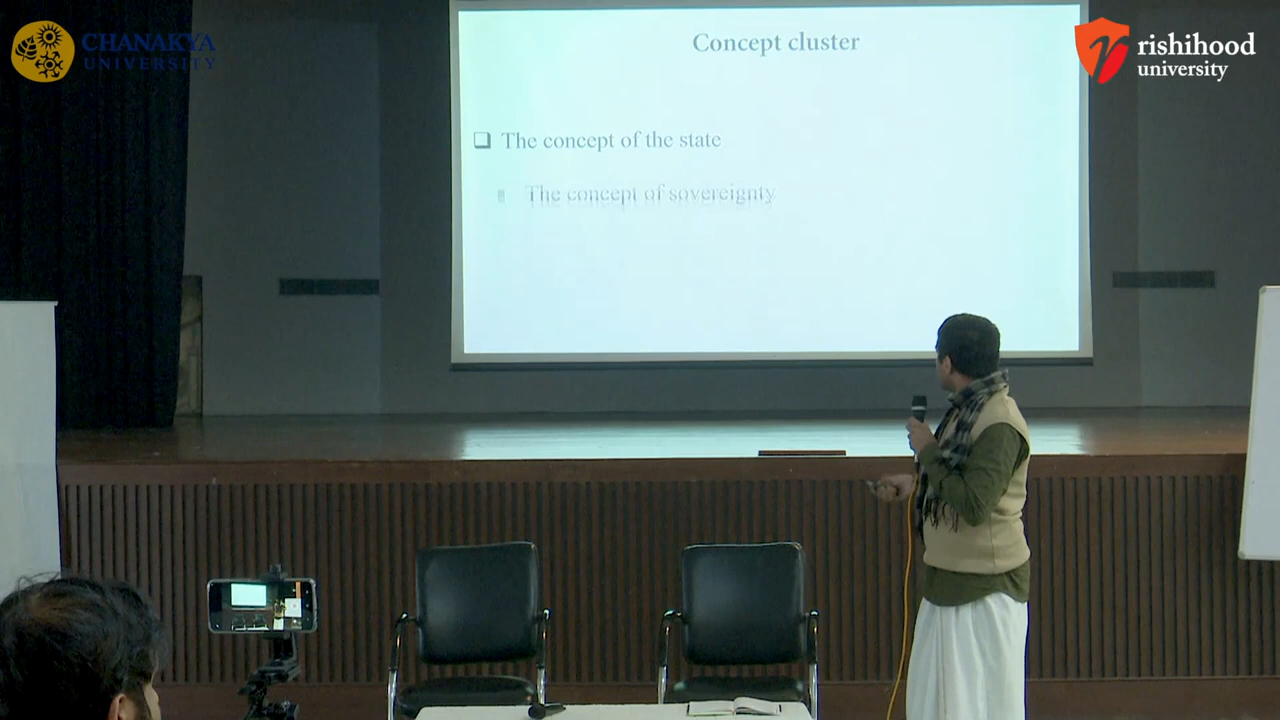 CHANAKYA
UNIVERSITY
rishihood
university
Concept cluster
The concept of the state
The concept of sovereignty